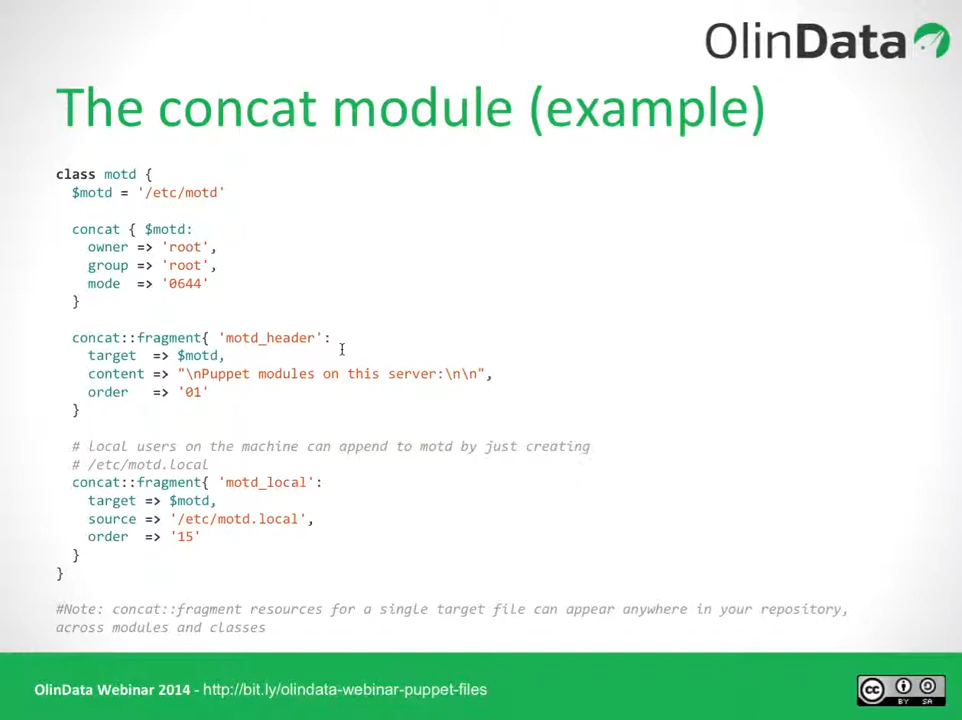 OlinData
The concat module (example)
class motd {
  $motd = '/etc/motd'

  concat { $motd:
    owner => 'root',
    group => 'root',
    mode  => '0644'
  }

  concat::fragment{ 'motd_header':
    target  => $motd,
    content => "\nPuppet modules on this server:\n\n",
    order   => '01'
  }

  # local users on the machine can append to motd by just creating
  # /etc/motd.local
  concat::fragment{ 'motd_local':
    target => $motd,
    source => '/etc/motd.local',
    order  => '15'
  }
}

#Note: concat::fragment resources for a single target file can appear anywhere in your repository,
across modules and classes
OlinData Webinar 2014 - http://bit.ly/olindata-webinar-puppet-files
cc BY SA